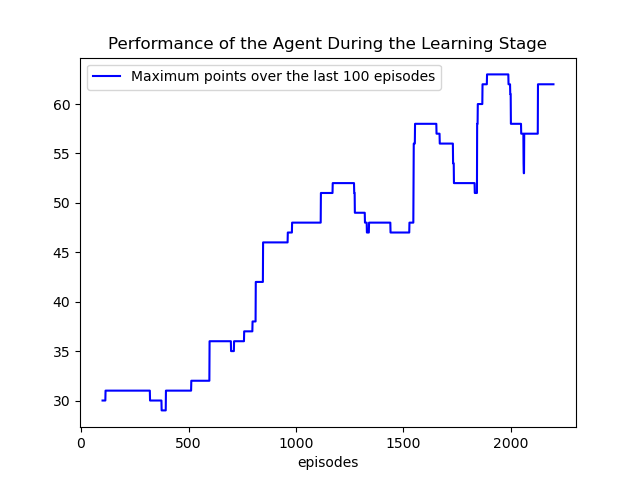 Performance of the Agent During the Learning Stage
Maximum points over the last 100 episodes
60
55
50
45
40
35
30
0 500 1000 1500 2000
episodes